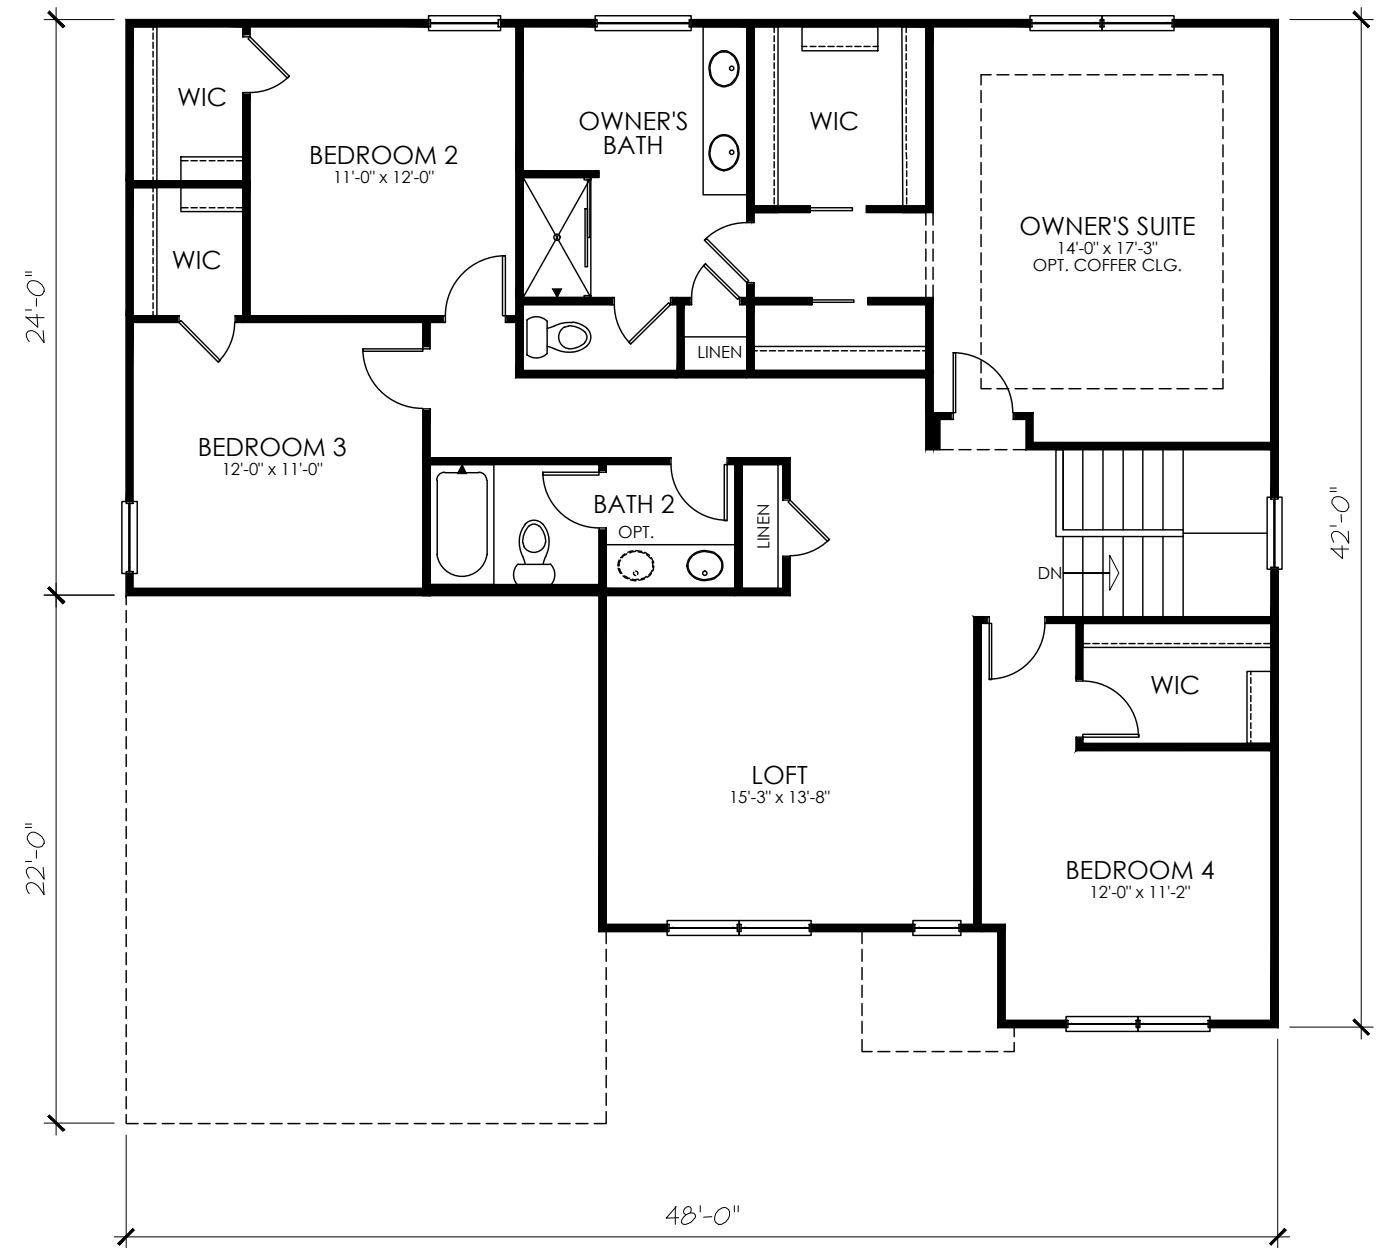 WIC
BEDROOM 2
11'-0" x 12'-0"
OWNER'S
BATH
WIC
OWNER'S SUITE
14'-0" x 17'-3"
OPT. COFFER CLG.
WIC
24'-0"
LINEN
BEDROOM 3
12'-0" x 11'-0"
BATH 2
OPT.
LINEN
42'-0"
DN
WIC
LOFT
15'-3" x 13'-8"
22'-0"
BEDROOM 4
12'-0" x 11'-2"
48'-0"